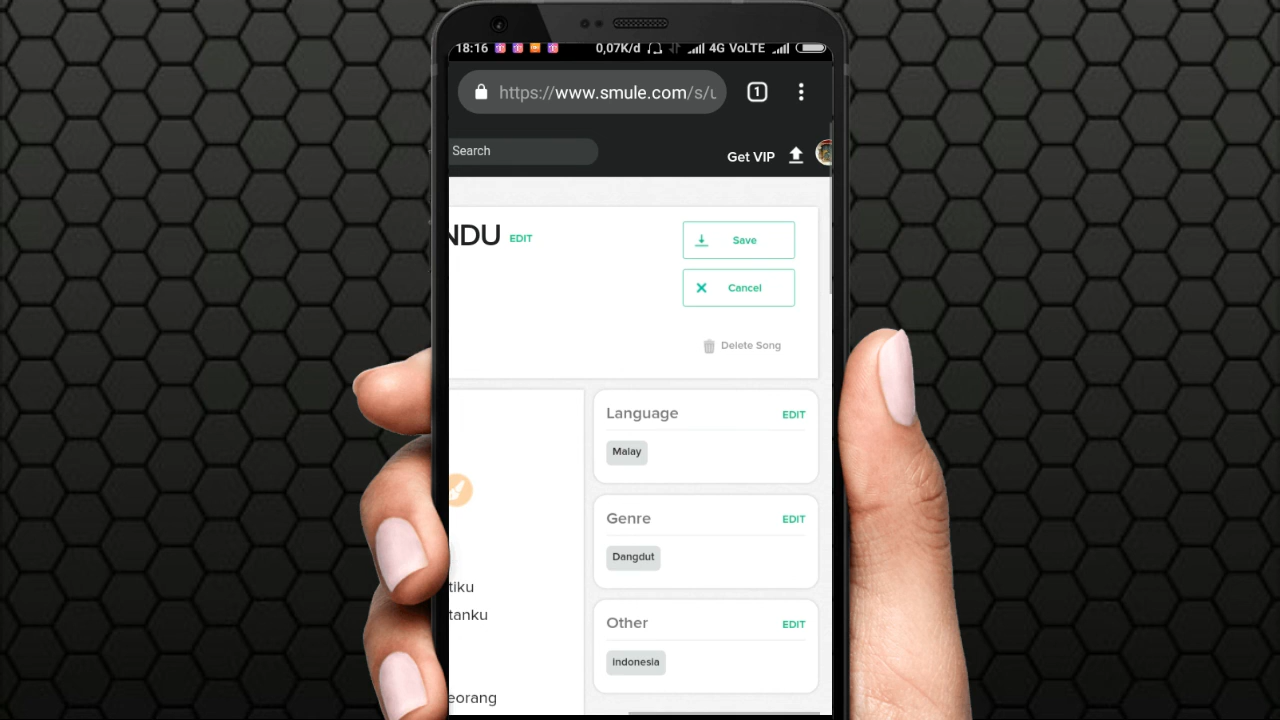 18:16 0,07K/d 4G VoLTE
https://www.smule.com/s/u
1
Search
Get VIP
NDU EDIT
Save
Cancel
Delete Song
Language EDIT
Malay
Genre EDIT
Dangdut
tiku
tanku
Other EDIT
Indonesia
eorang